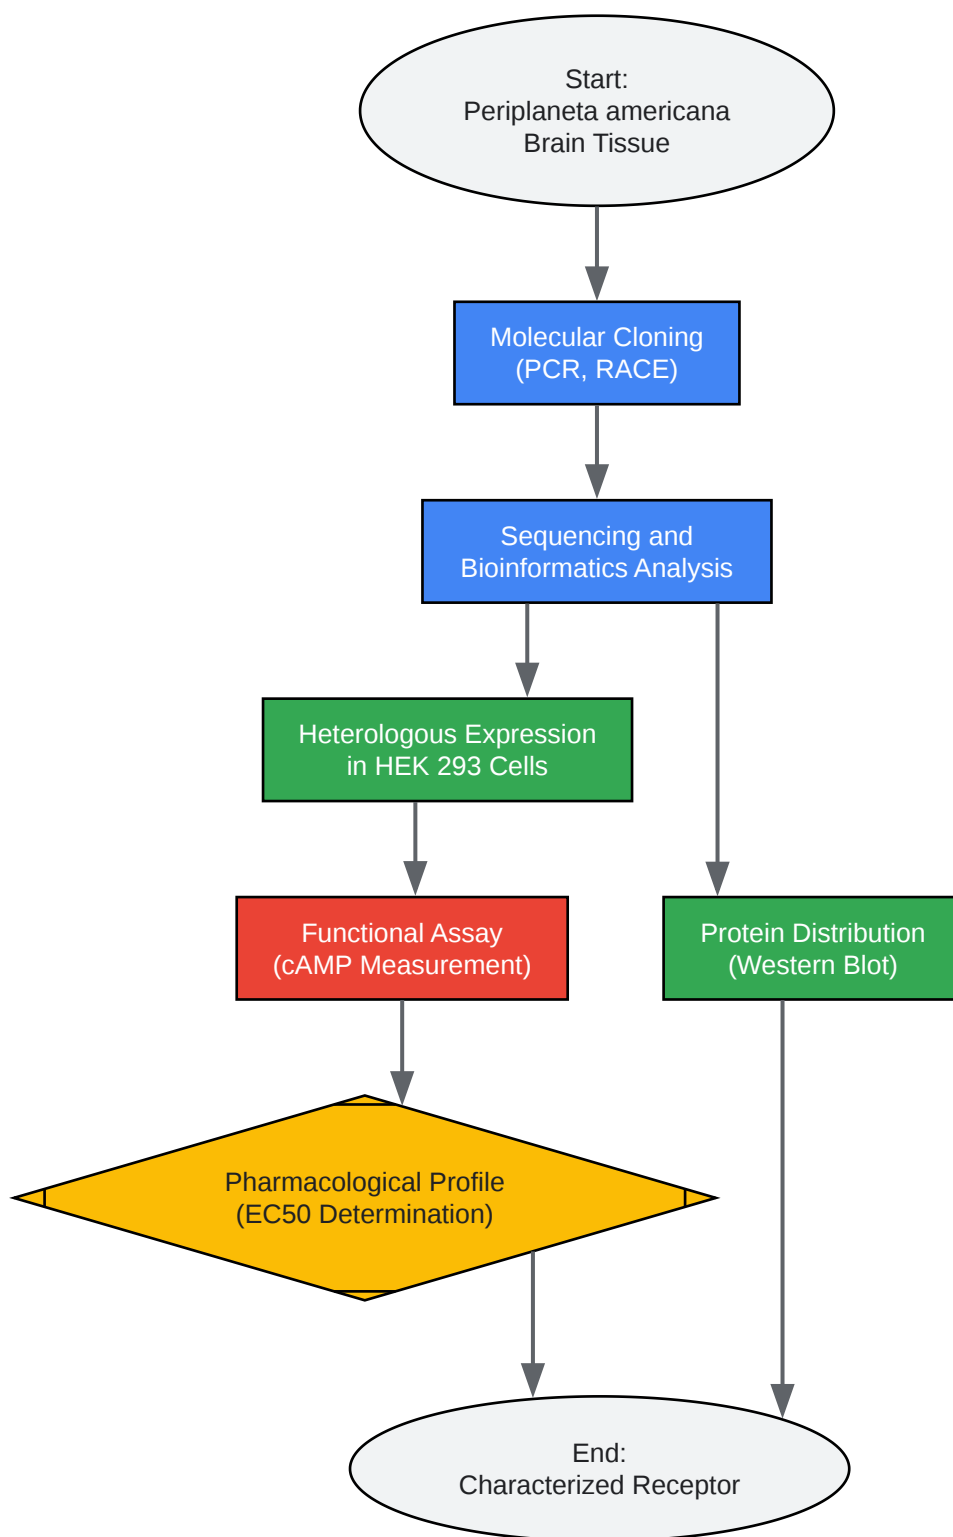 Start:
Periplaneta americana
Brain Tissue
Molecular Cloning
(PCR, RACE)
Sequencing and
Bioinformatics Analysis
Heterologous Expression
in HEK 293 Cells
Functional Assay
(cAMP Measurement)
Protein Distribution
(Western Blot)
Pharmacological Profile
(EC50 Determination)
End:
Characterized Receptor